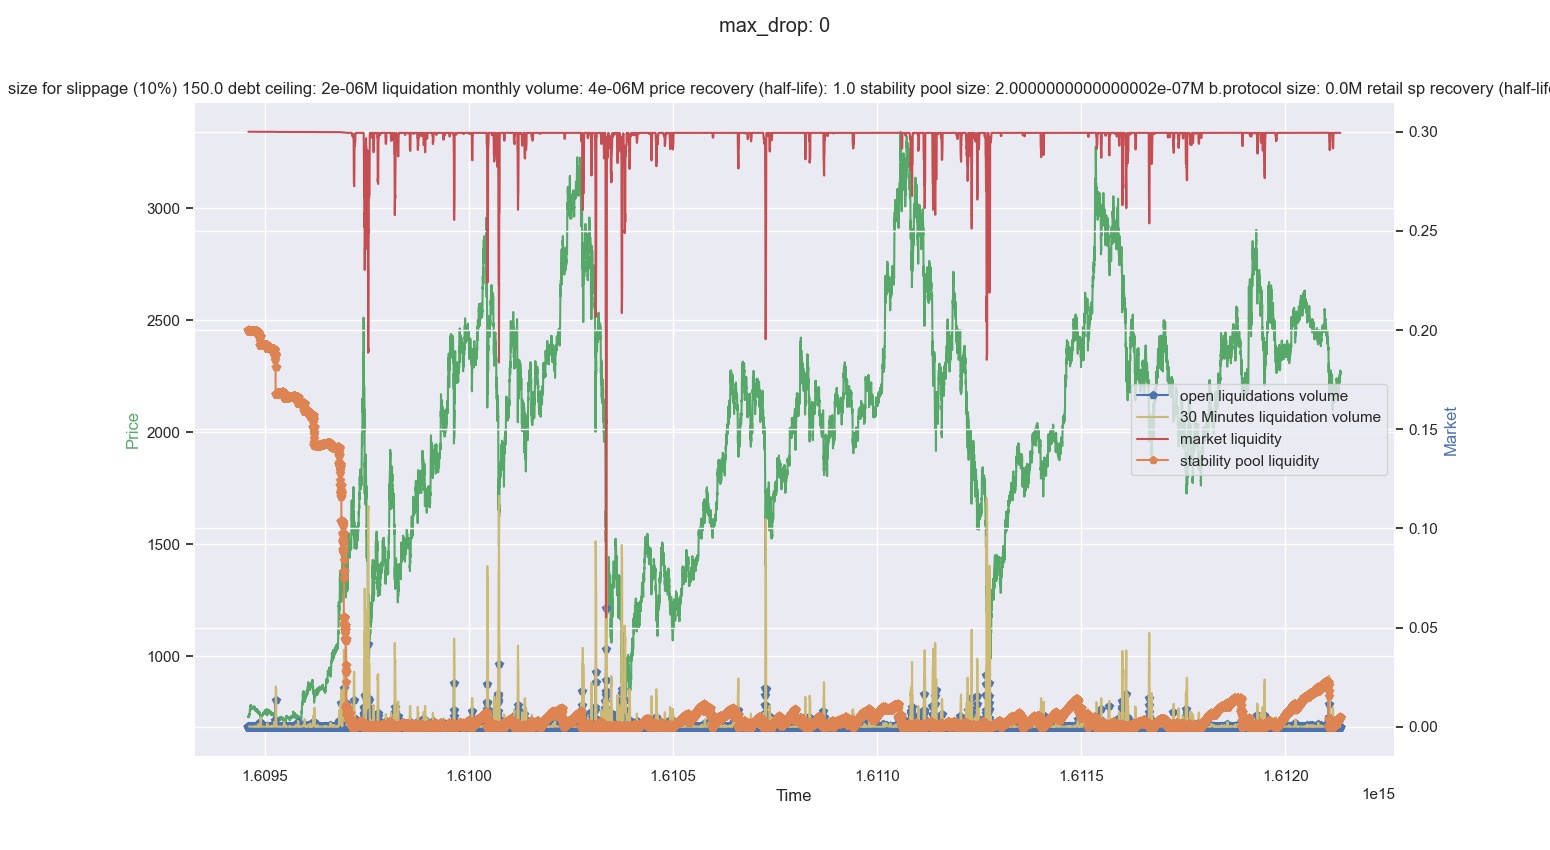 max_drop: 0
size for slippage (10%) 150.0 debt ceiling: 2e-06M liquidation monthly volume: 4e-06M price recovery (half-life): 1.0 stability pool size: 2.0000000000000002e-07M b.protocol size: 0.0M retail sp recovery (half-life
3000
2500
2000
1500
1000
Price
0.30
0.25
0.20
0.15
0.10
0.05
0.00
Market
open liquidations volume
30 Minutes liquidation volume
market liquidity
stability pool liquidity
1.6095 1.6100 1.6105 1.6110 1.6115 1.6120
Time
1e15